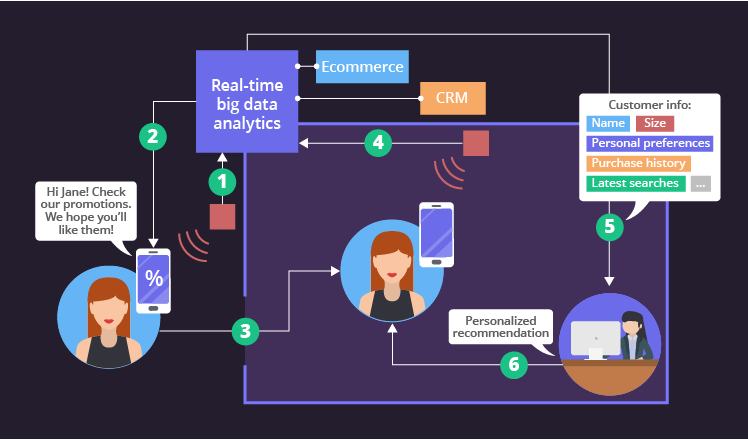 Real-time
big data
analytics
Ecommerce
CRM
Customer info:
Name Size
Personal preferences
Purchase history
Latest searches ...
1
2
3
4
5
6
Hi Jane! Check
our promotions.
We hope you'll
like them!
%
Personalized
recommendation